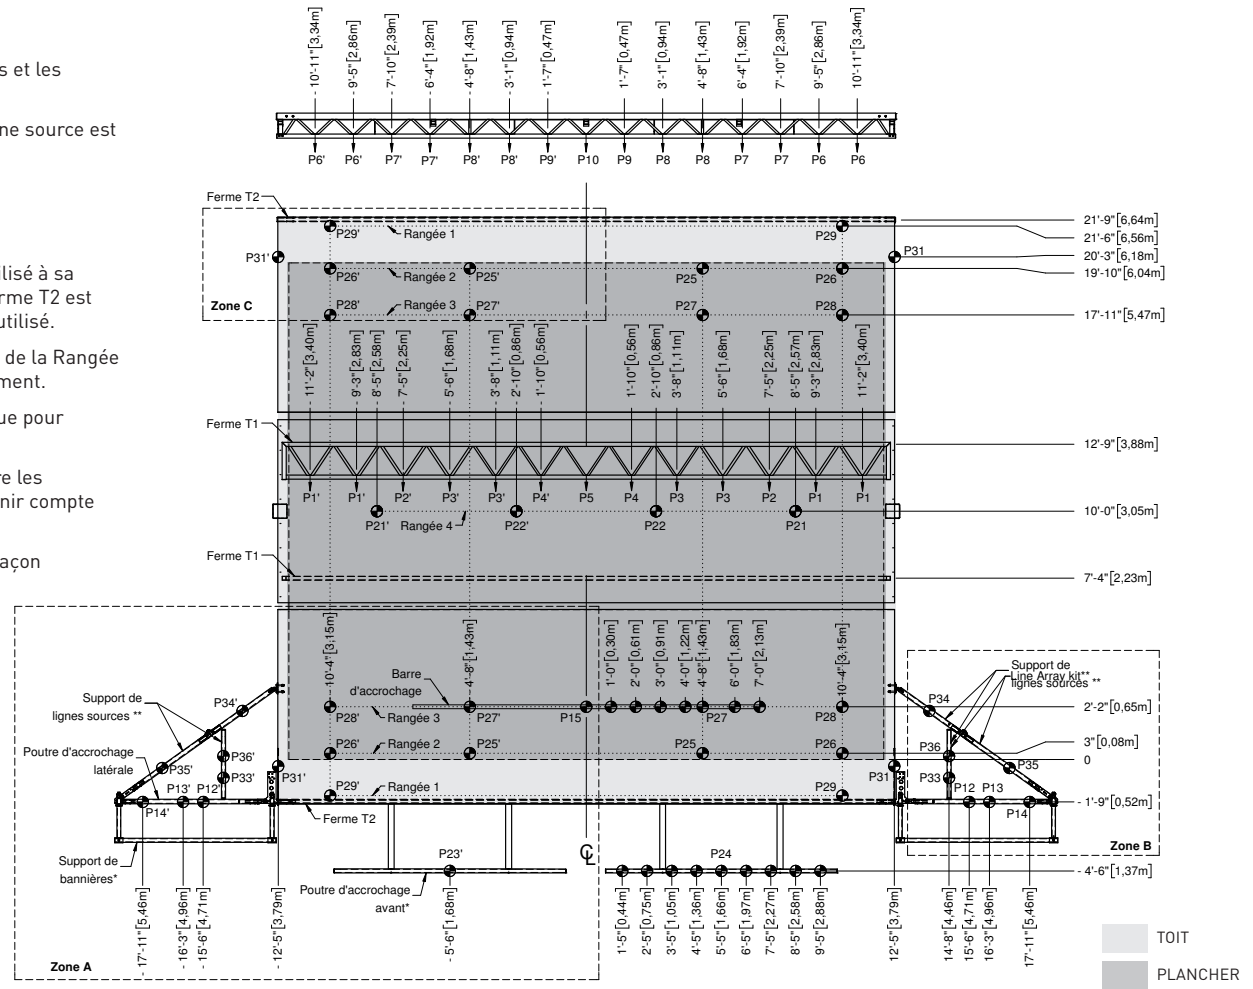 s et les
ne source est
ilisé à sa
erme T2 est
utilisé.
de la Rangée
ment.
ue pour
re les
nir compte
açon
- 10'-11" [3,34m]
- 9'-5" [2,86m]
- 7'-10" [2,39m]
- 6'-4" [1,92m]
- 4'-8" [1,43m]
- 3'-1" [0,94m]
- 1'-7" [0,47m]
1'-7" [0,47m]
3'-1" [0,94m]
4'-8" [1,43m]
6'-4" [1,92m]
7'-10" [2,39m]
9'-5" [2,86m]
10'-11" [3,34m]
P6' P6' P7' P7' P8' P8' P9' P10 P9 P8 P8 P7 P7 P6 P6
Ferme T2
P29' Rangée 1 P29
P31' P31
P26' Rangée 2 P25' P25 P26
Zone C P28' Rangée 3 P27' P27 P28
21'-9" [6,64m]
21'-6" [6,56m]
20'-3" [6,18m]
19'-10" [6,04m]
17'-11" [5,47m]
- 11'-2" [3,40m]
- 9'-3" [2,83m]
- 8'-5" [2,58m]
- 7'-5" [2,25m]
- 5'-6" [1,68m]
- 3'-8" [1,11m]
- 2'-10" [0,86m]
- 1'-10" [0,56m]
1'-10" [0,56m]
2'-10" [0,86m]
3'-8" [1,11m]
5'-6" [1,68m]
7'-5" [2,25m]
8'-5" [2,57m]
9'-3" [2,83m]
11'-2" [3,40m]
Ferme T1
12'-9" [3,88m]
P1' P1' P2' P3' P3' P4' P5 P4 P3 P3 P2 P1 P1
P21' Rangée 4 P22' P22 P21
10'-0" [3,05m]
Ferme T1
7'-4" [2,23m]
- 10'-4" [3,15m]
- 4'-8" [1,43m]
1'-0" [0,30m]
2'-0" [0,61m]
3'-0" [0,91m]
4'-0" [1,22m]
4'-8" [1,43m]
6'-0" [1,83m]
7'-0" [2,13m]
10'-4" [3,15m]
Barre
d'accrochage
P28' Rangée 3 P27' P15 P27 P28
P26' Rangée 2 P25' P25 P26
P31' P31
P29' Rangée 1 P29
Ferme T2
Support de
lignes sources **
Poutre d'accrochage
latérale
P34'
P36'
P35' P33'
P13' P12'
P14'
Support de
bannières*
P23'
Poutre d'accrochage
avant*
℄
P24
Support de
Line Array kit**
lignes sources **
P34
P36
P33 P35
P12 P13
P14
Zone B
2'-2" [0,65m]
3" [0,08m]
0
- 1'-9" [0,52m]
- 4'-6" [1,37m]
- 17'-11" [5,46m]
- 16'-3" [4,96m]
- 15'-6" [4,71m]
- 12'-5" [3,79m]
- 5'-6" [1,68m]
1'-5" [0,44m]
2'-5" [0,75m]
3'-5" [1,05m]
4'-5" [1,36m]
5'-5" [1,66m]
6'-5" [1,97m]
7'-5" [2,27m]
8'-5" [2,58m]
9'-5" [2,88m]
12'-5" [3,79m]
14'-8" [4,46m]
15'-6" [4,71m]
16'-3" [4,96m]
17'-11" [5,46m]
Zone A
TOIT
PLANCHER